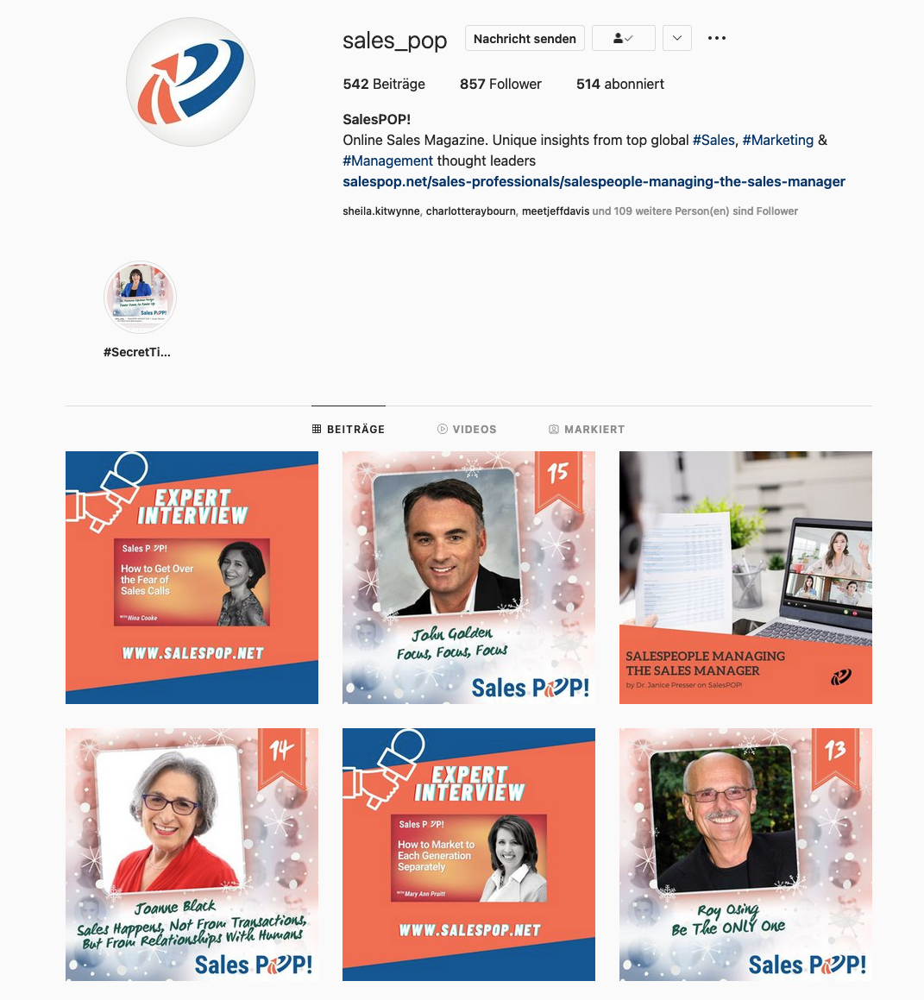 sales_pop Nachricht senden
542 Beiträge 857 Follower 514 abonniert
SalesPOP!
Online Sales Magazine. Unique insights from top global #Sales, #Marketing &
#Management thought leaders
salespop.net/sales-professionals/salespeople-managing-the-sales-manager
sheila.kitwynne, charlotteraybourn, meetjeffdavis und 109 weitere Person(en) sind Follower
Sales POP!
#SecretTi...
BEITRÄGE VIDEOS MARKIERT
EXPERT
INTERVIEW
Sales POP!
How to Get Over
the Fear of
Sales Calls
WITH Nina Cooke
WWW.SALESPOP.NET
15
John Golden
Focus, Focus, Focus
Sales POP!
SALESPEOPLE MANAGING
THE SALES MANAGER
by Dr. Janice Presser on SalesPOP!
14
Joanne Black
Sales Happens, Not From Transactions,
But From Relationships With Humans
Sales POP!
EXPERT
INTERVIEW
Sales POP!
How to Market to
Each Generation
Separately
WITH Mary Ann Pruitt
WWW.SALESPOP.NET
13
Roy Osing
Be The ONLY One
Sales POP!